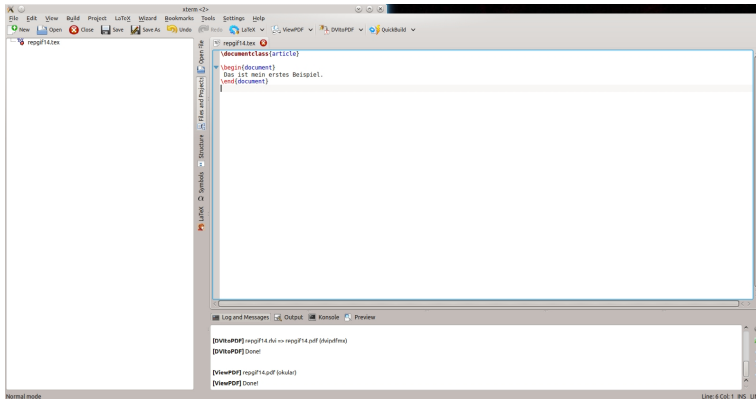 xterm <2>
File Edit View Build Project LaTeX Wizard Bookmarks Tools Settings Help
New Open Close Save Save As Undo Redo LaTeX ViewPDF DVItoPDF QuickBuild
repgif14.tex
Open File
Files and Projects
Structure
Symbols
LaTeX
repgif14.tex
\documentclass{article}
\begin{document}
Das ist mein erstes Beispiel.
\end{document}
Log and Messages Output Konsole Preview
[DVItoPDF] repgif14.dvi => repgif14.pdf (dvipdfmx)
[DVItoPDF] Done!
[ViewPDF] repgif14.pdf (okular)
[ViewPDF] Done!
Normal mode Line: 6 Col: 1 INS